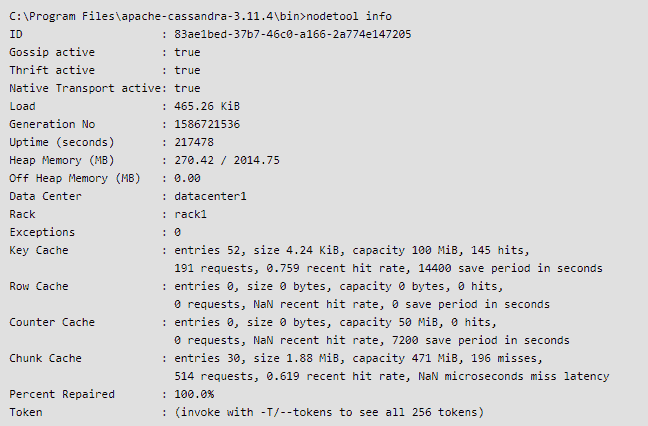 C:\Program Files\apache-cassandra-3.11.4\bin>nodetool info
ID : 83ae1bed-37b7-46c0-a166-2a774e147205
Gossip active : true
Thrift active : true
Native Transport active: true
Load : 465.26 KiB
Generation No : 1586721536
Uptime (seconds) : 217478
Heap Memory (MB) : 270.42 / 2014.75
Off Heap Memory (MB) : 0.00
Data Center : datacenter1
Rack : rack1
Exceptions : 0
Key Cache : entries 52, size 4.24 KiB, capacity 100 MiB, 145 hits,
191 requests, 0.759 recent hit rate, 14400 save period in seconds
Row Cache : entries 0, size 0 bytes, capacity 0 bytes, 0 hits,
0 requests, NaN recent hit rate, 0 save period in seconds
Counter Cache : entries 0, size 0 bytes, capacity 50 MiB, 0 hits,
0 requests, NaN recent hit rate, 7200 save period in seconds
Chunk Cache : entries 30, size 1.88 MiB, capacity 471 MiB, 196 misses,
514 requests, 0.619 recent hit rate, NaN microseconds miss latency
Percent Repaired : 100.0%
Token : (invoke with -T/--tokens to see all 256 tokens)